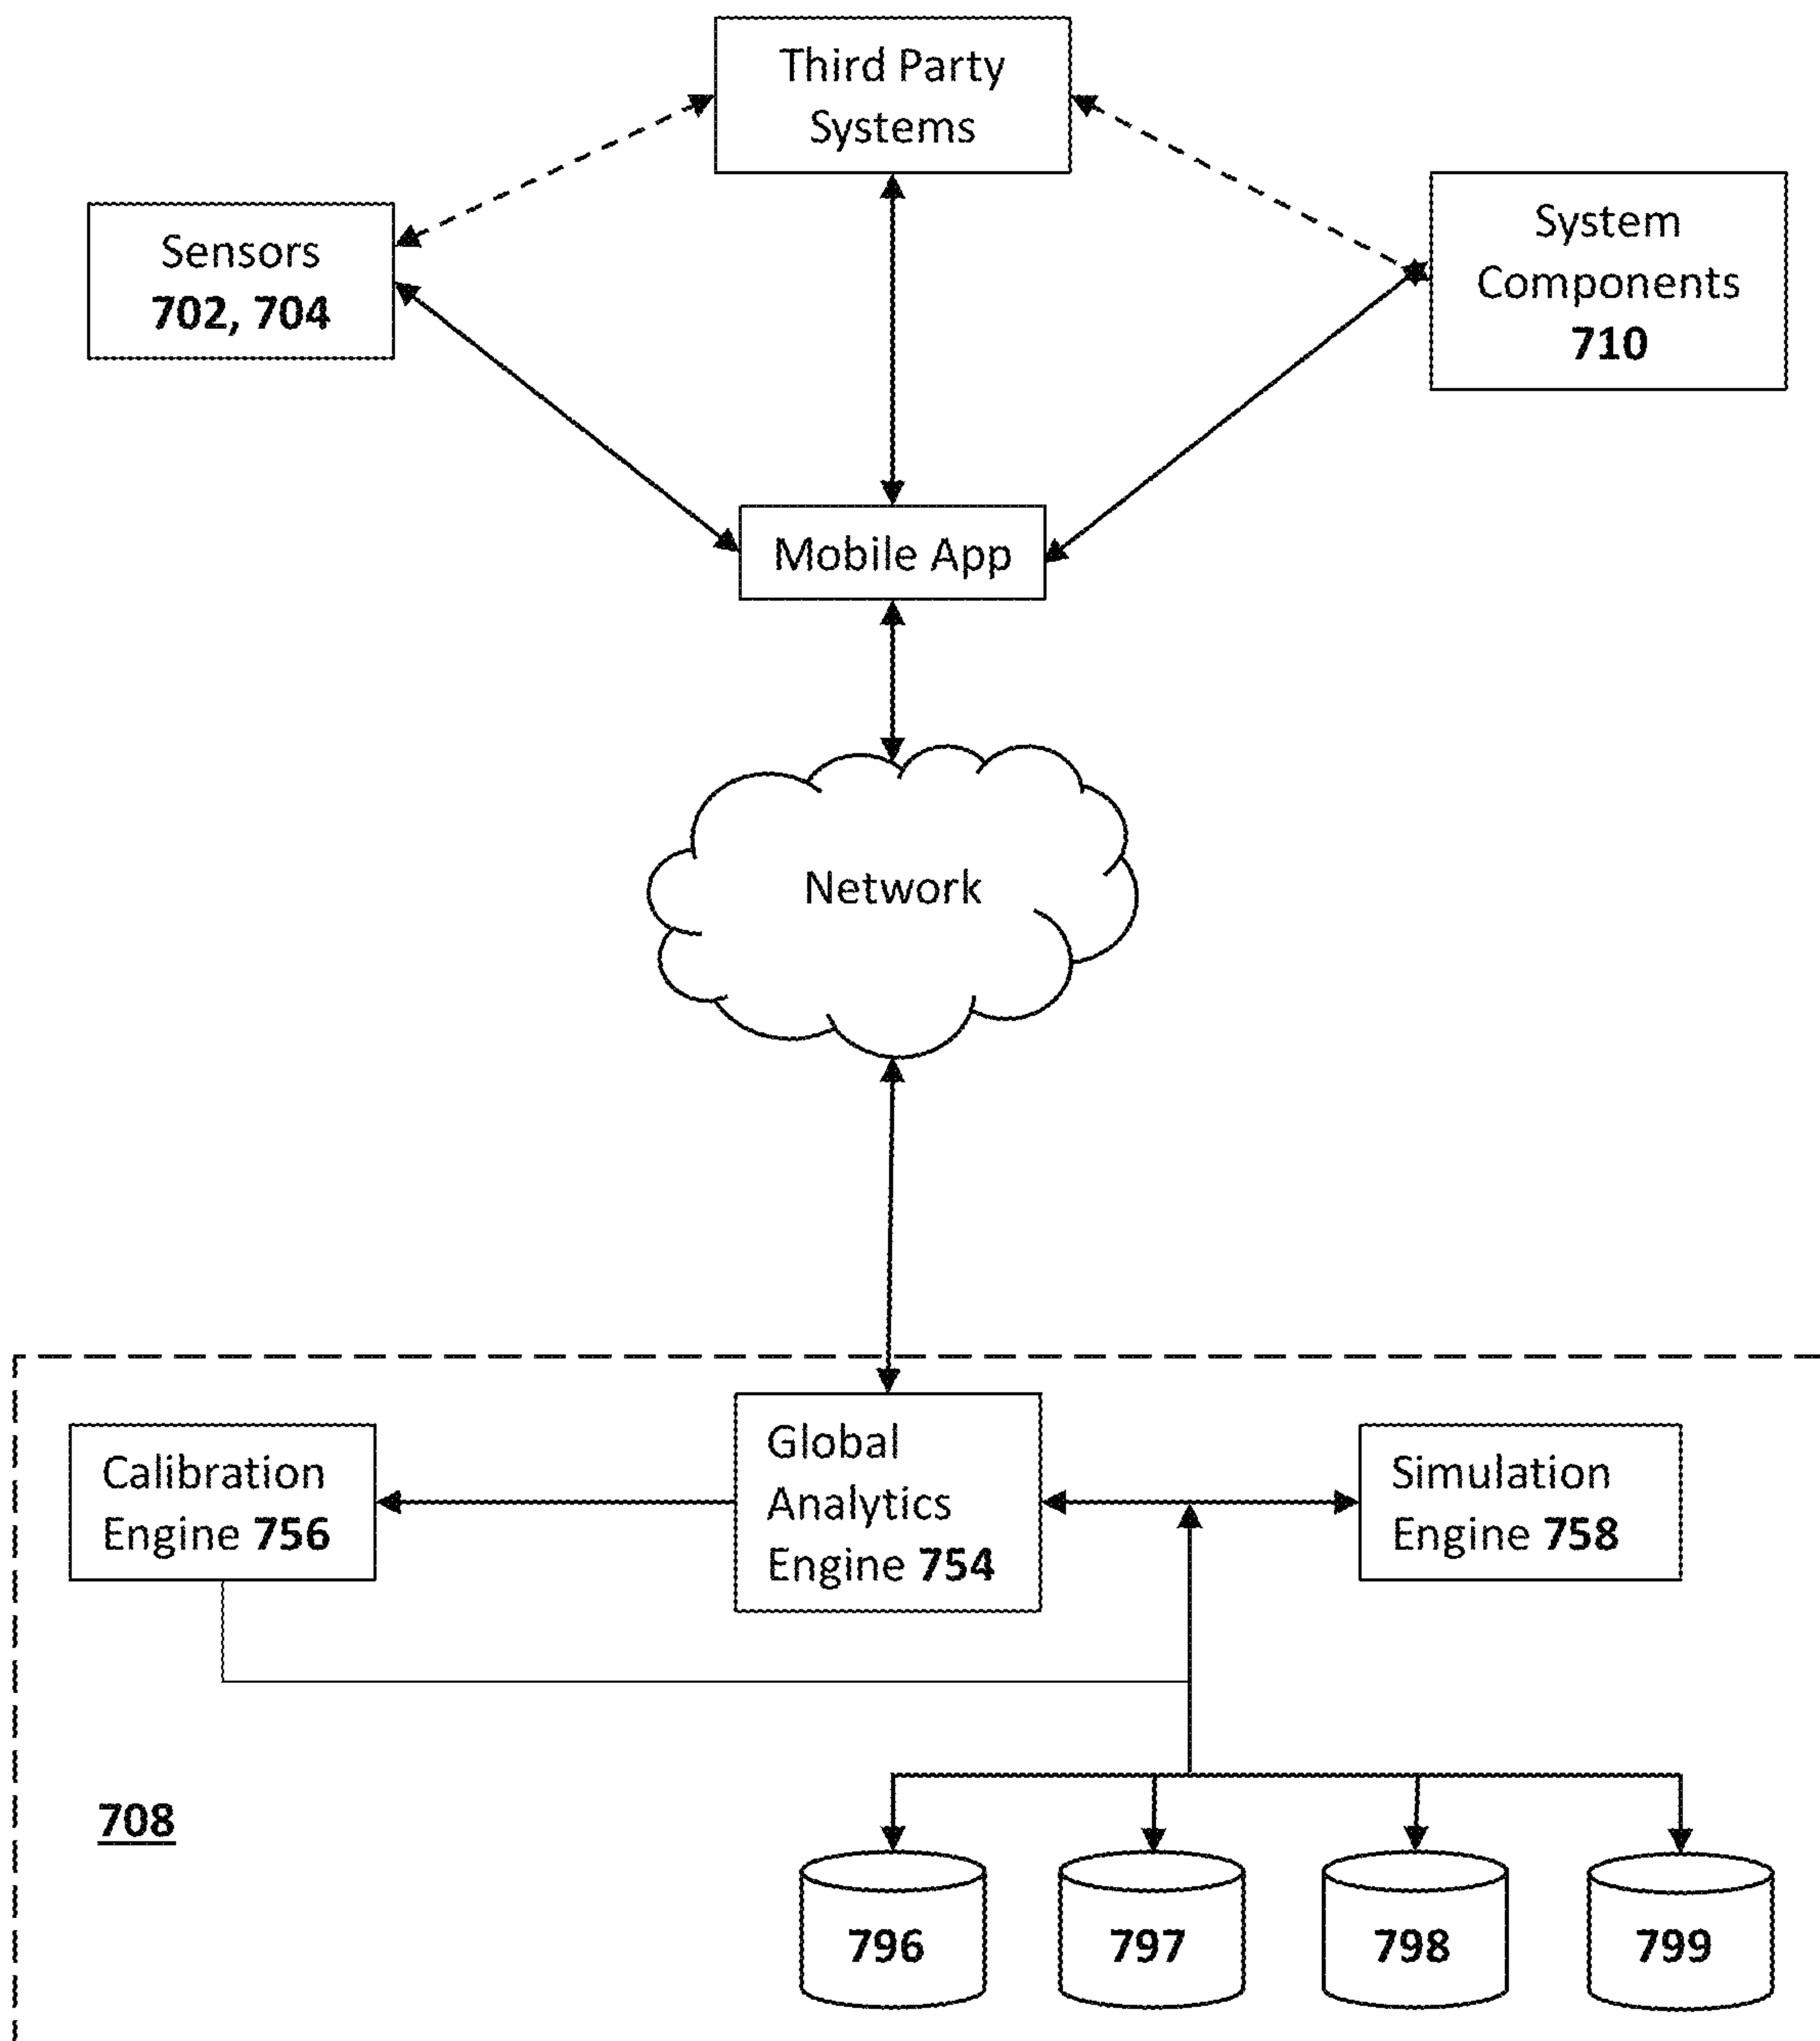 Third Party
Systems
Sensors
702, 704
System
Components
710
Mobile App
Network
Calibration
Engine 756
Global
Analytics
Engine 754
Simulation
Engine 758
708
796
797
798
799